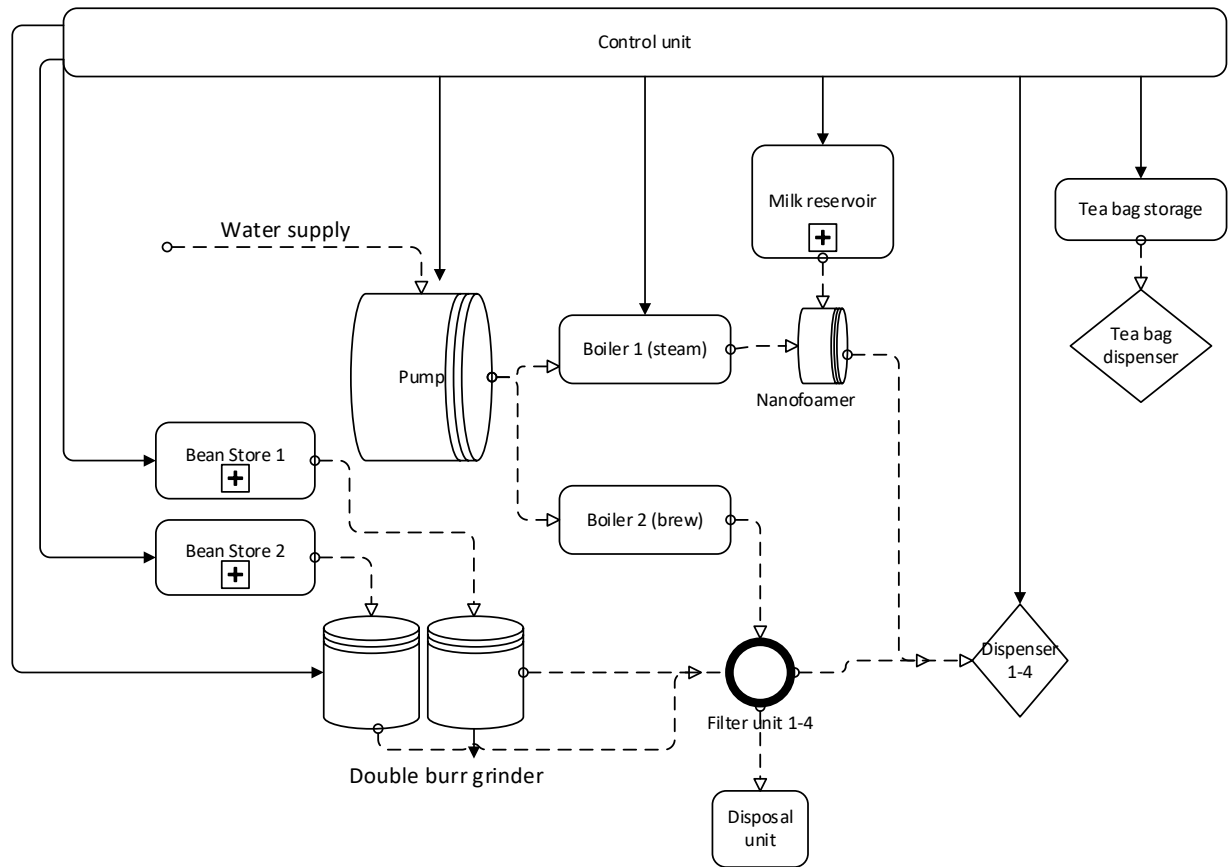 Control unit
Milk reservoir
Tea bag storage
Water supply
Tea bag
dispenser
Boiler 1 (steam)
Pump
Nanofoamer
Bean Store 1
Boiler 2 (brew)
Bean Store 2
Dispenser
1-4
Filter unit 1-4
Double burr grinder
Disposal
unit